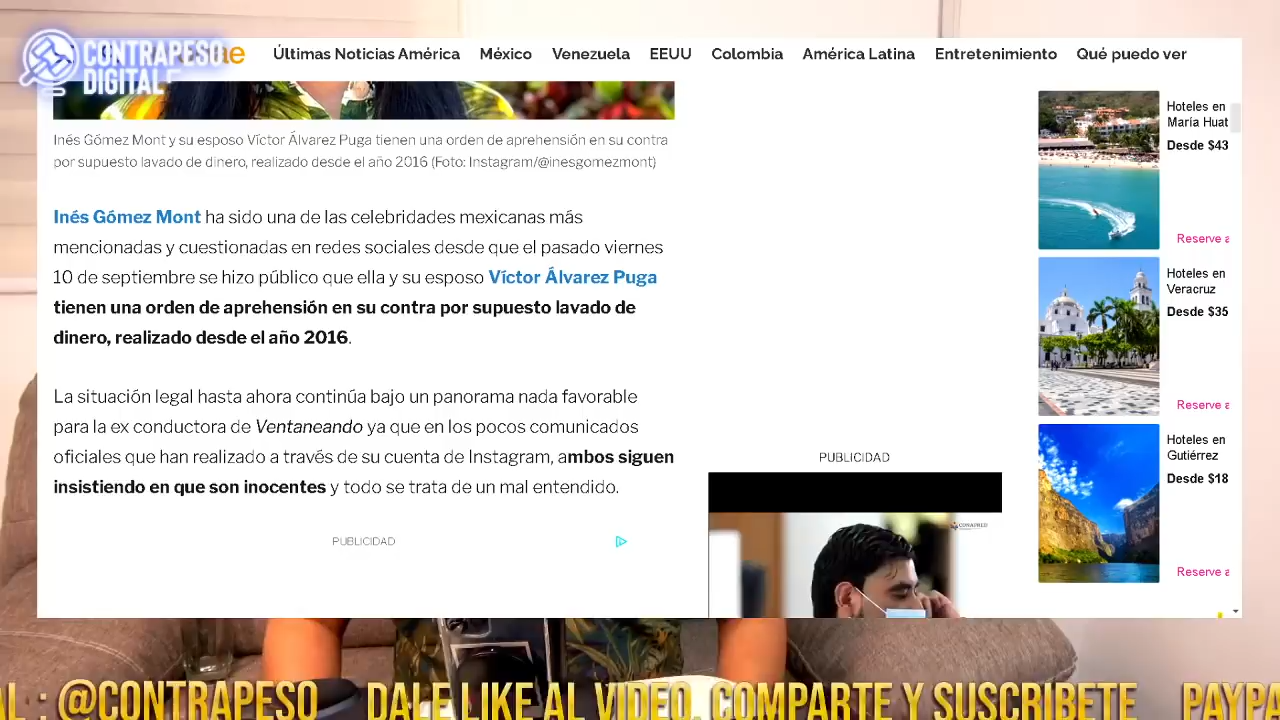 CONTRAPESO
DIGITAL
Últimas Noticias América México Venezuela EEUU Colombia América Latina Entretenimiento Qué puedo ver
Inés Gómez Mont y su esposo Víctor Álvarez Puga tienen una orden de aprehensión en su contra
por supuesto lavado de dinero, realizado desde el año 2016 (Foto: Instagram/@inesgomezmont)
Inés Gómez Mont ha sido una de las celebridades mexicanas más
mencionadas y cuestionadas en redes sociales desde que el pasado viernes
10 de septiembre se hizo público que ella y su esposo Víctor Álvarez Puga
tienen una orden de aprehensión en su contra por supuesto lavado de
dinero, realizado desde el año 2016.
La situación legal hasta ahora continúa bajo un panorama nada favorable
para la ex conductora de Ventaneando ya que en los pocos comunicados
oficiales que han realizado a través de su cuenta de Instagram, ambos siguen
insistiendo en que son inocentes y todo se trata de un mal entendido.
PUBLICIDAD
PUBLICIDAD
CONAPRED
Hoteles en
María Huat
Desde $43
Reserve a
Hoteles en
Veracruz
Desde $35
Reserve a
Hoteles en
Gutiérrez
Desde $18
Reserve a
AL : @CONTRAPESO DALE LIKE AL VIDEO, COMPARTE Y SUSCRIBETE PAYPA